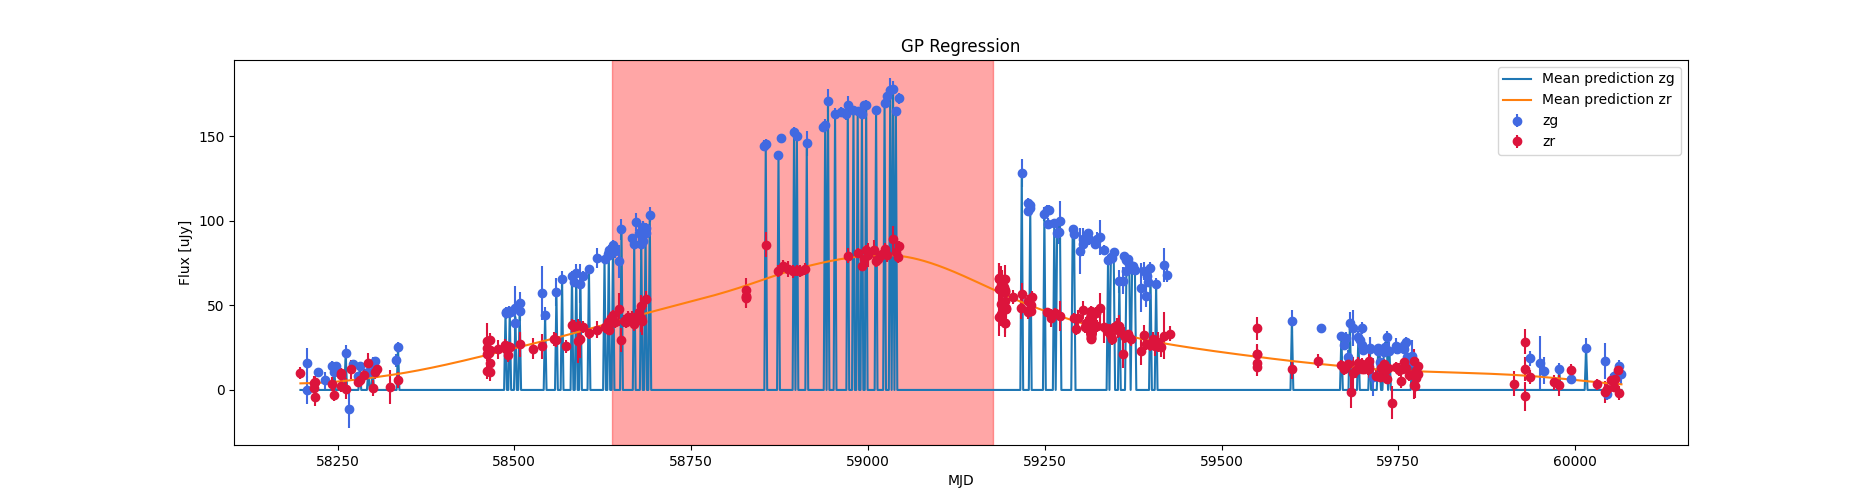 GP Regression
Mean prediction zg
Mean prediction zr
zg
zr
Flux [uJy]
150
100
50
0
58250 58500 58750 59000 59250 59500 59750 60000
MJD